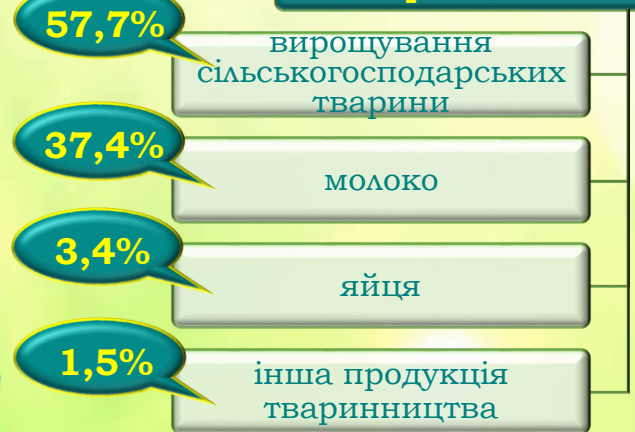 57,7%
вирощування
сільськогосподарських
тварини
37,4%
молоко
3,4%
яйця
1,5%
інша продукція
тваринництва